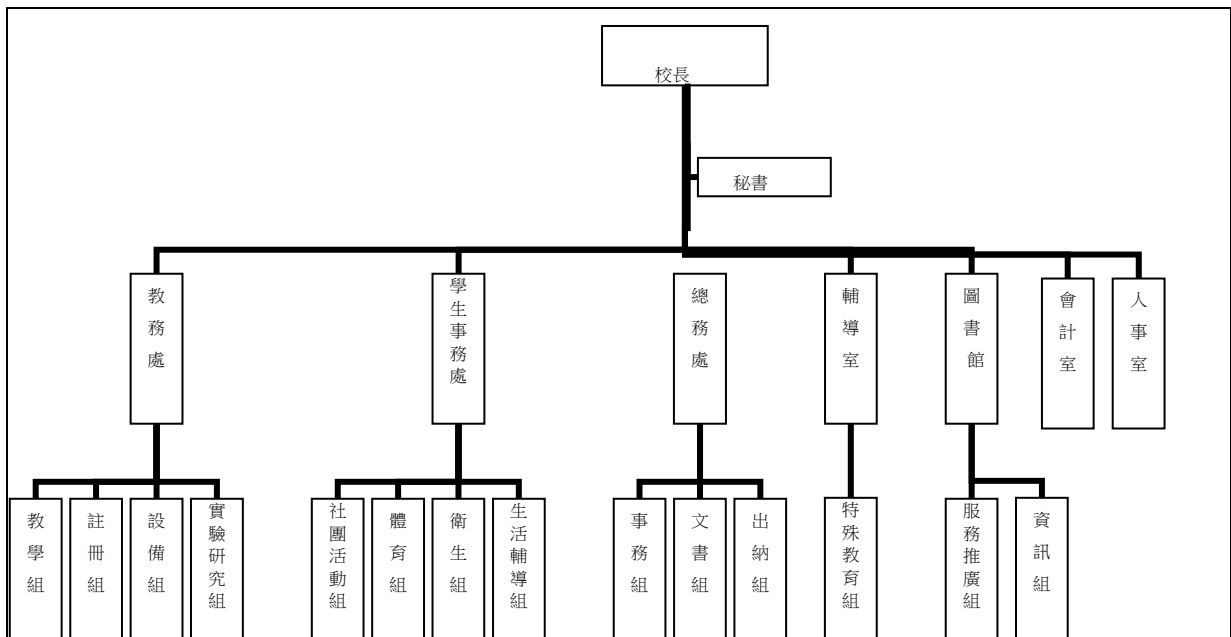 校長
秘書
教務處
學生事務處
總務處
輔導室
圖書館
會計室
人事室
教學組
註冊組
設備組
實驗研究組
社團活動組
體育組
衛生組
生活輔導組
事務組
文書組
出納組
特殊教育組
服務推廣組
資訊組